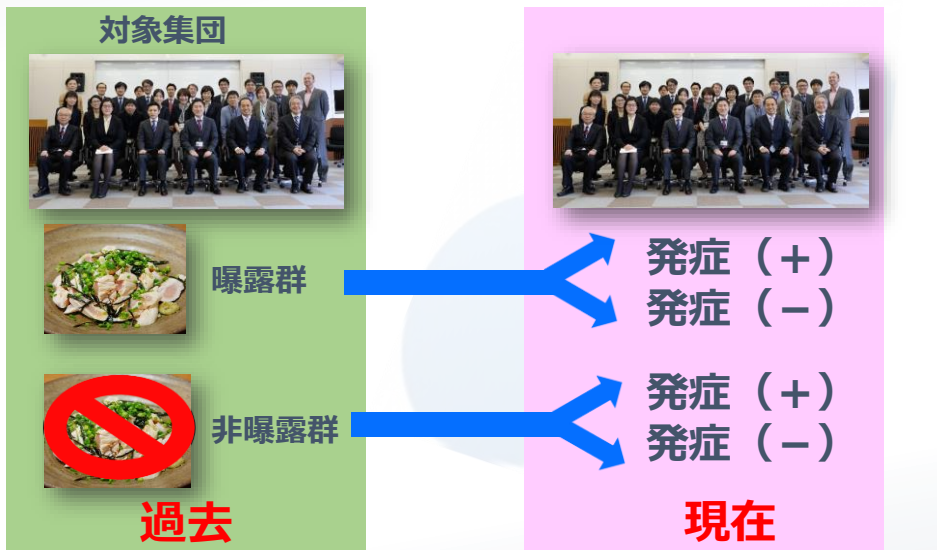 対象集団
曝露群
発症（＋）
発症（－）
非曝露群
発症（＋）
発症（－）
過去
現在